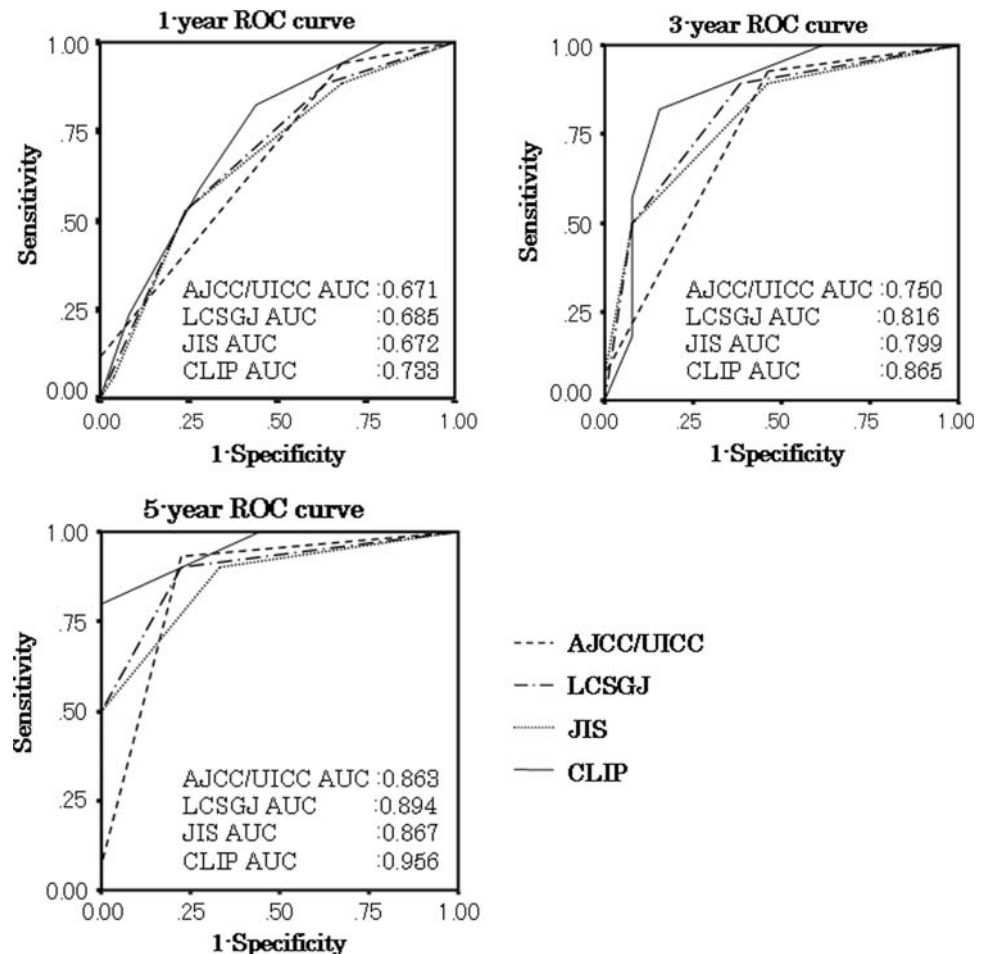 1-year ROC curve
1.00
.75
.50
.25
0.00
Sensitivity
AJCC/UICC AUC :0.671
LCSGJ AUC :0.685
JIS AUC :0.672
CLIP AUC :0.733
0.00 .25 .50 .75 1.00
1-Specificity
3-year ROC curve
1.00
.75
.50
.25
0.00
Sensitivity
AJCC/UICC AUC :0.750
LCSGJ AUC :0.816
JIS AUC :0.799
CLIP AUC :0.865
0.00 .25 .50 .75 1.00
1-Specificity
5-year ROC curve
1.00
.75
.50
.25
0.00
Sensitivity
AJCC/UICC AUC :0.863
LCSGJ AUC :0.894
JIS AUC :0.867
CLIP AUC :0.956
0.00 .25 .50 .75 1.00
1-Specificity
AJCC/UICC
LCSGJ
JIS
CLIP